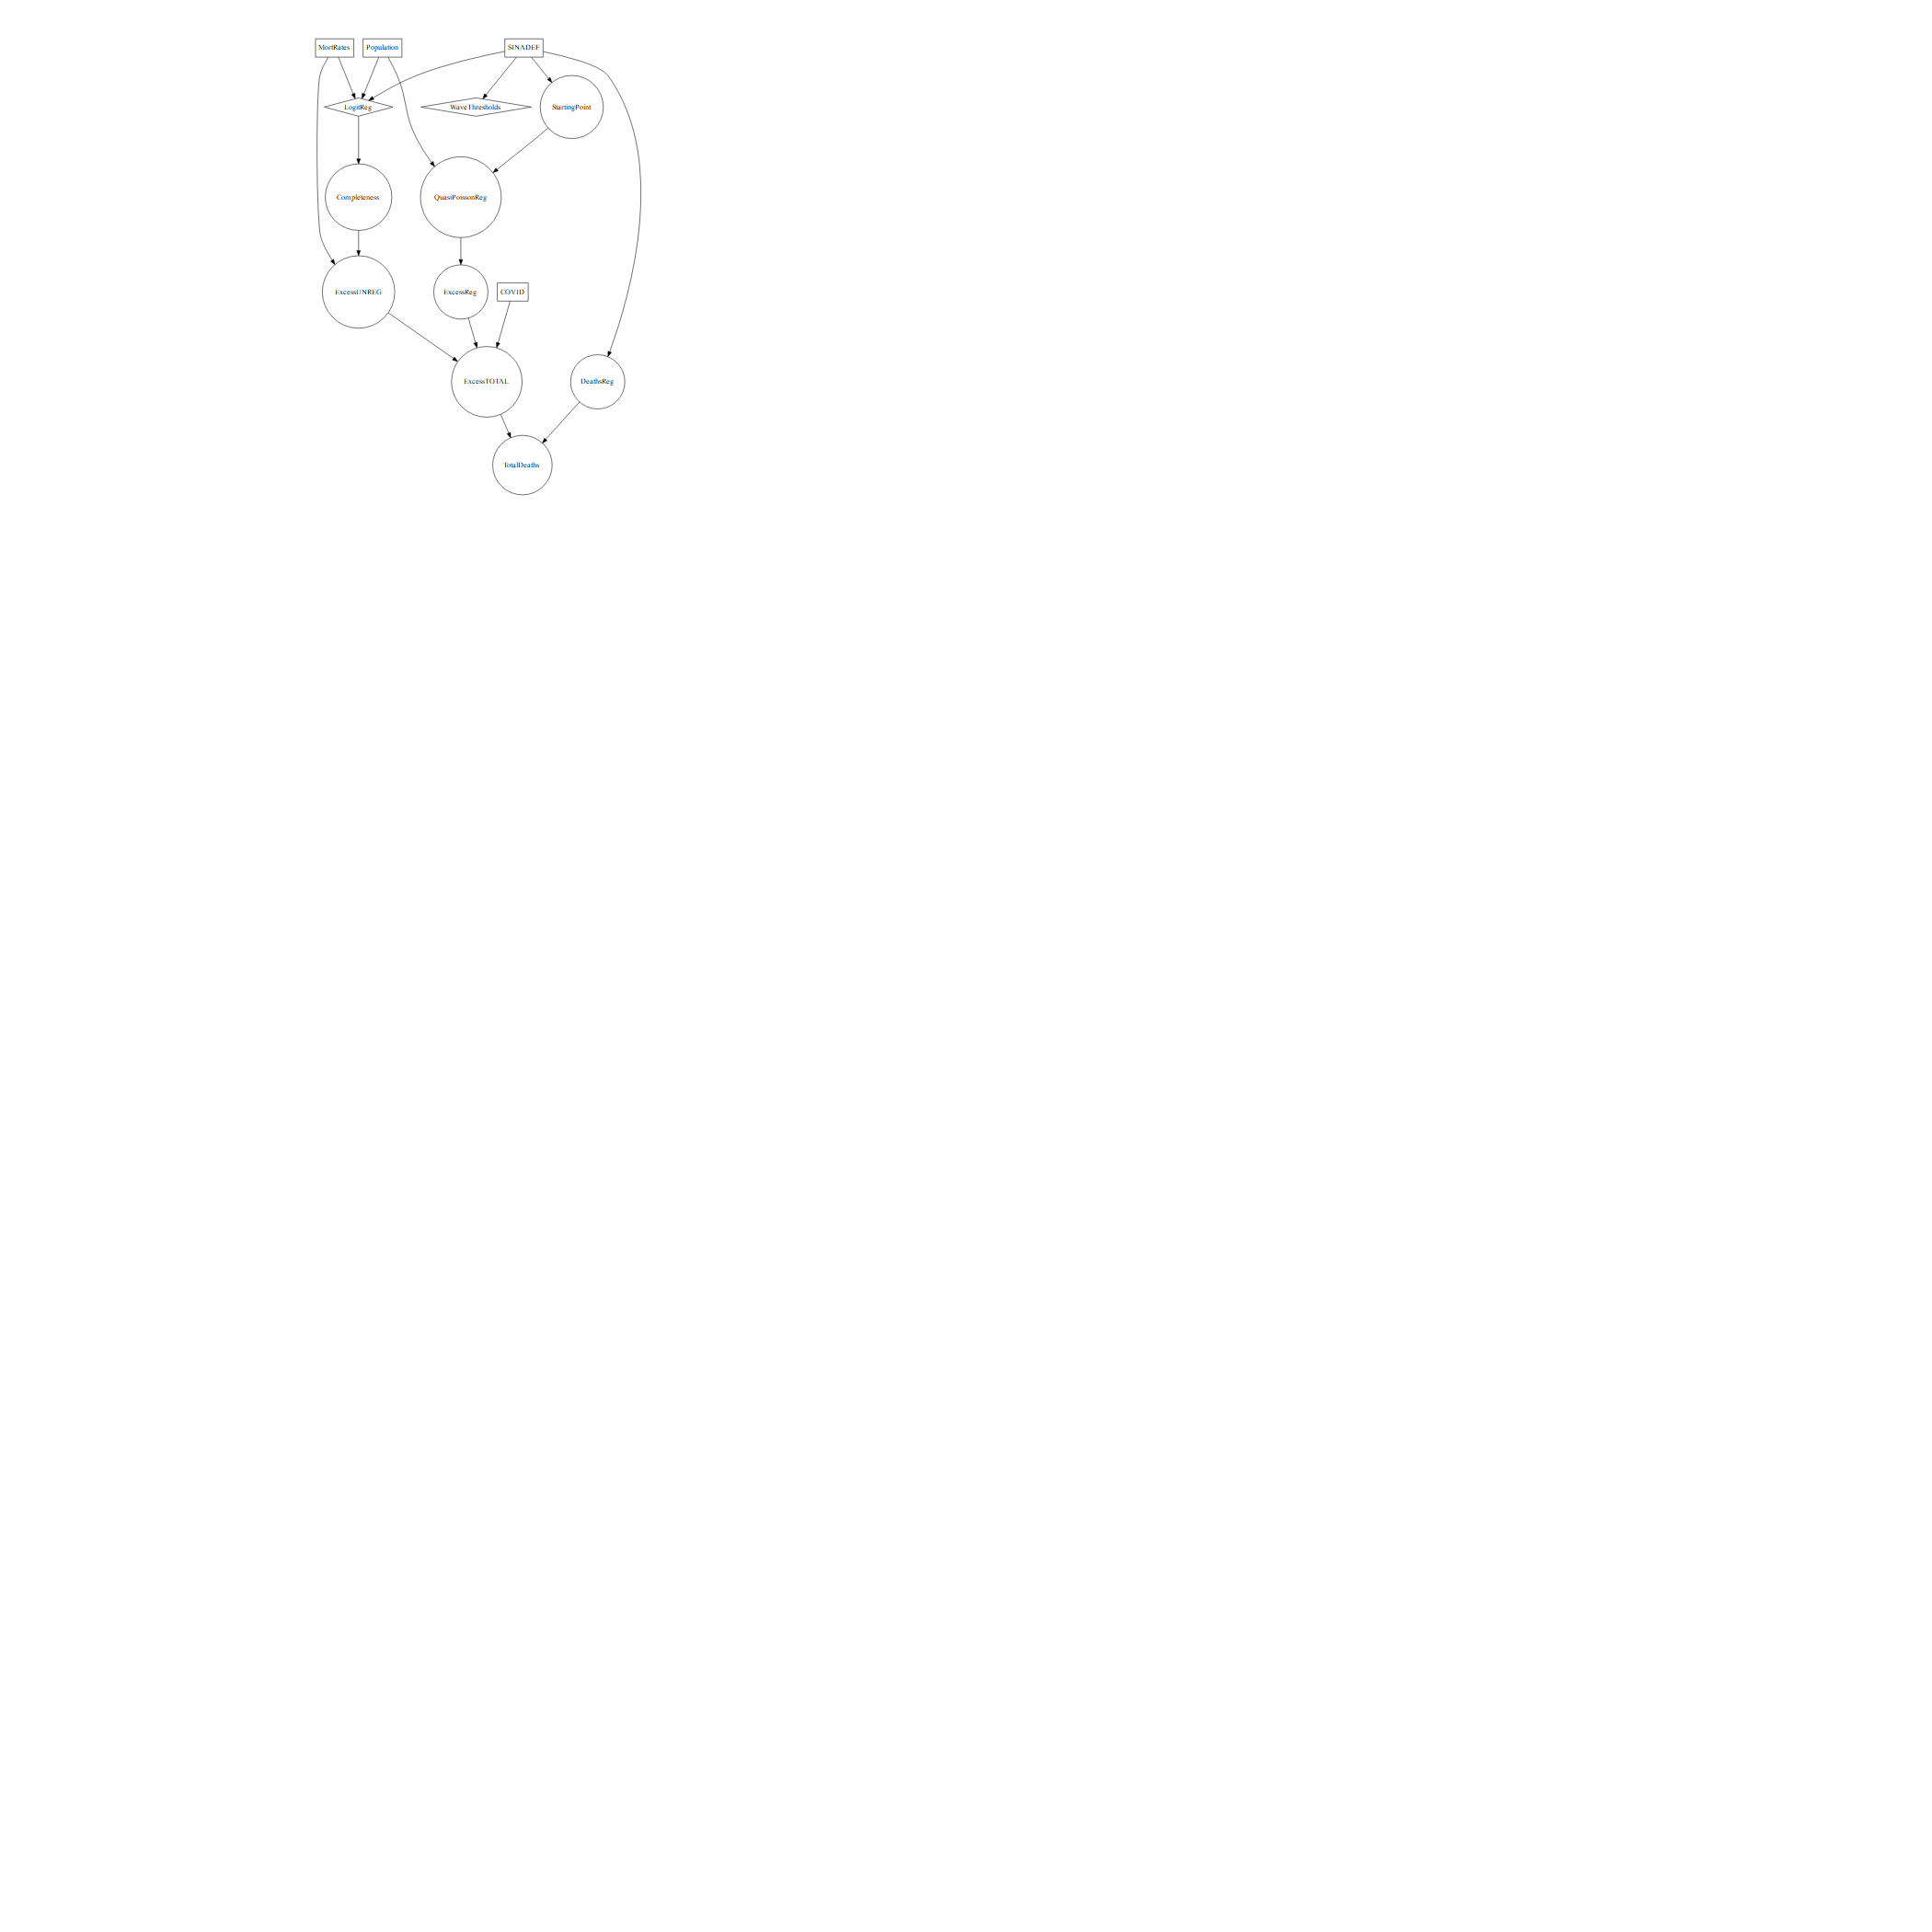 MortRates
Population
SINADEF
LogitReg
WaveThresholds
StartingPoint
Completeness
QuasiPoissonReg
ExcessUNREG
ExcessReg
COVID
ExcessTOTAL
DeathsReg
TotalDeaths